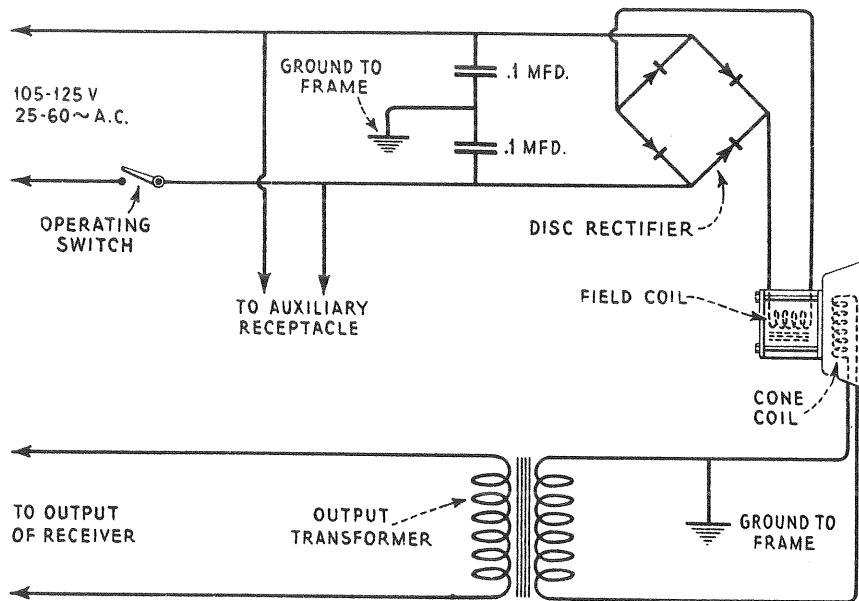 GROUND TO
FRAME
.1 MFD.
105-125 V
25-60~ A.C.
.1 MFD.
OPERATING
SWITCH
DISC RECTIFIER
TO AUXILIARY
RECEPTACLE
FIELD COIL
CONE
COIL
TO OUTPUT
OF RECEIVER
OUTPUT
TRANSFORMER
GROUND TO
FRAME